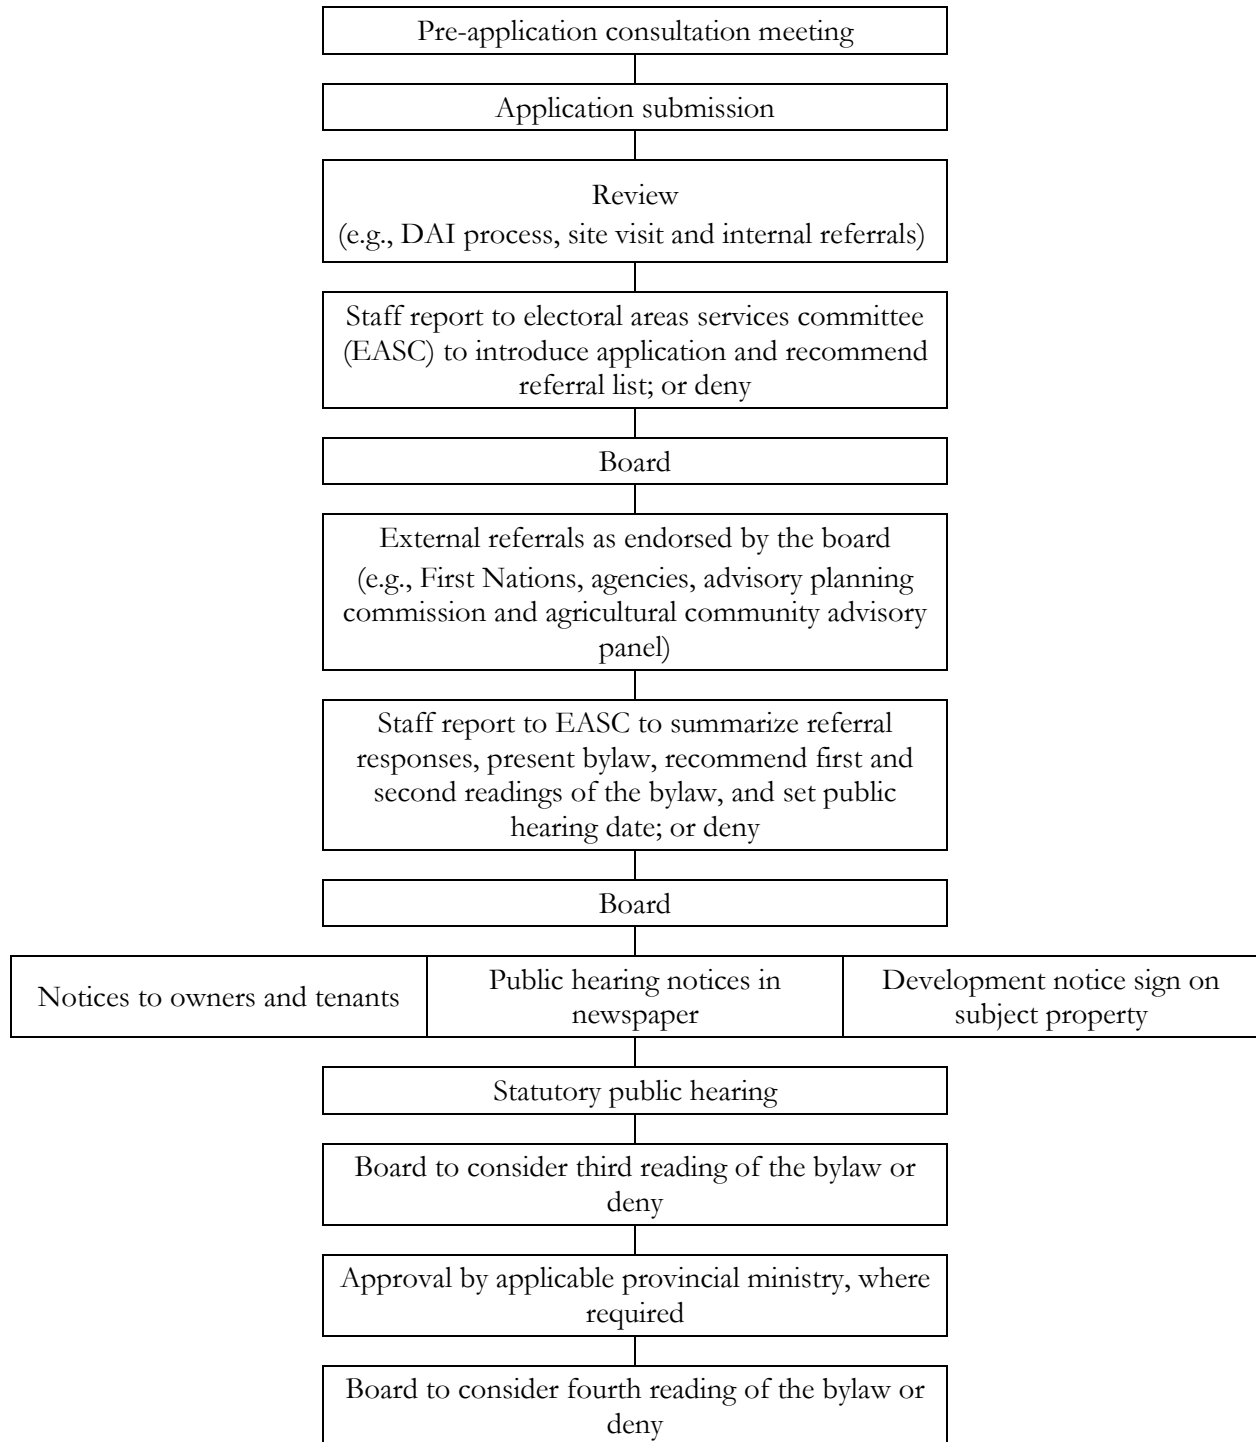 Pre-application consultation meeting
Application submission
Review
(e.g., DAI process, site visit and internal referrals)
Staff report to electoral areas services committee
(EASC) to introduce application and recommend
referral list; or deny
Board
External referrals as endorsed by the board
(e.g., First Nations, agencies, advisory planning
commission and agricultural community advisory
panel)
Staff report to EASC to summarize referral
responses, present bylaw, recommend first and
second readings of the bylaw, and set public
hearing date; or deny
Board
Notices to owners and tenants
Public hearing notices in
newspaper
Development notice sign on
subject property
Statutory public hearing
Board to consider third reading of the bylaw or
deny
Approval by applicable provincial ministry, where
required
Board to consider fourth reading of the bylaw or
deny